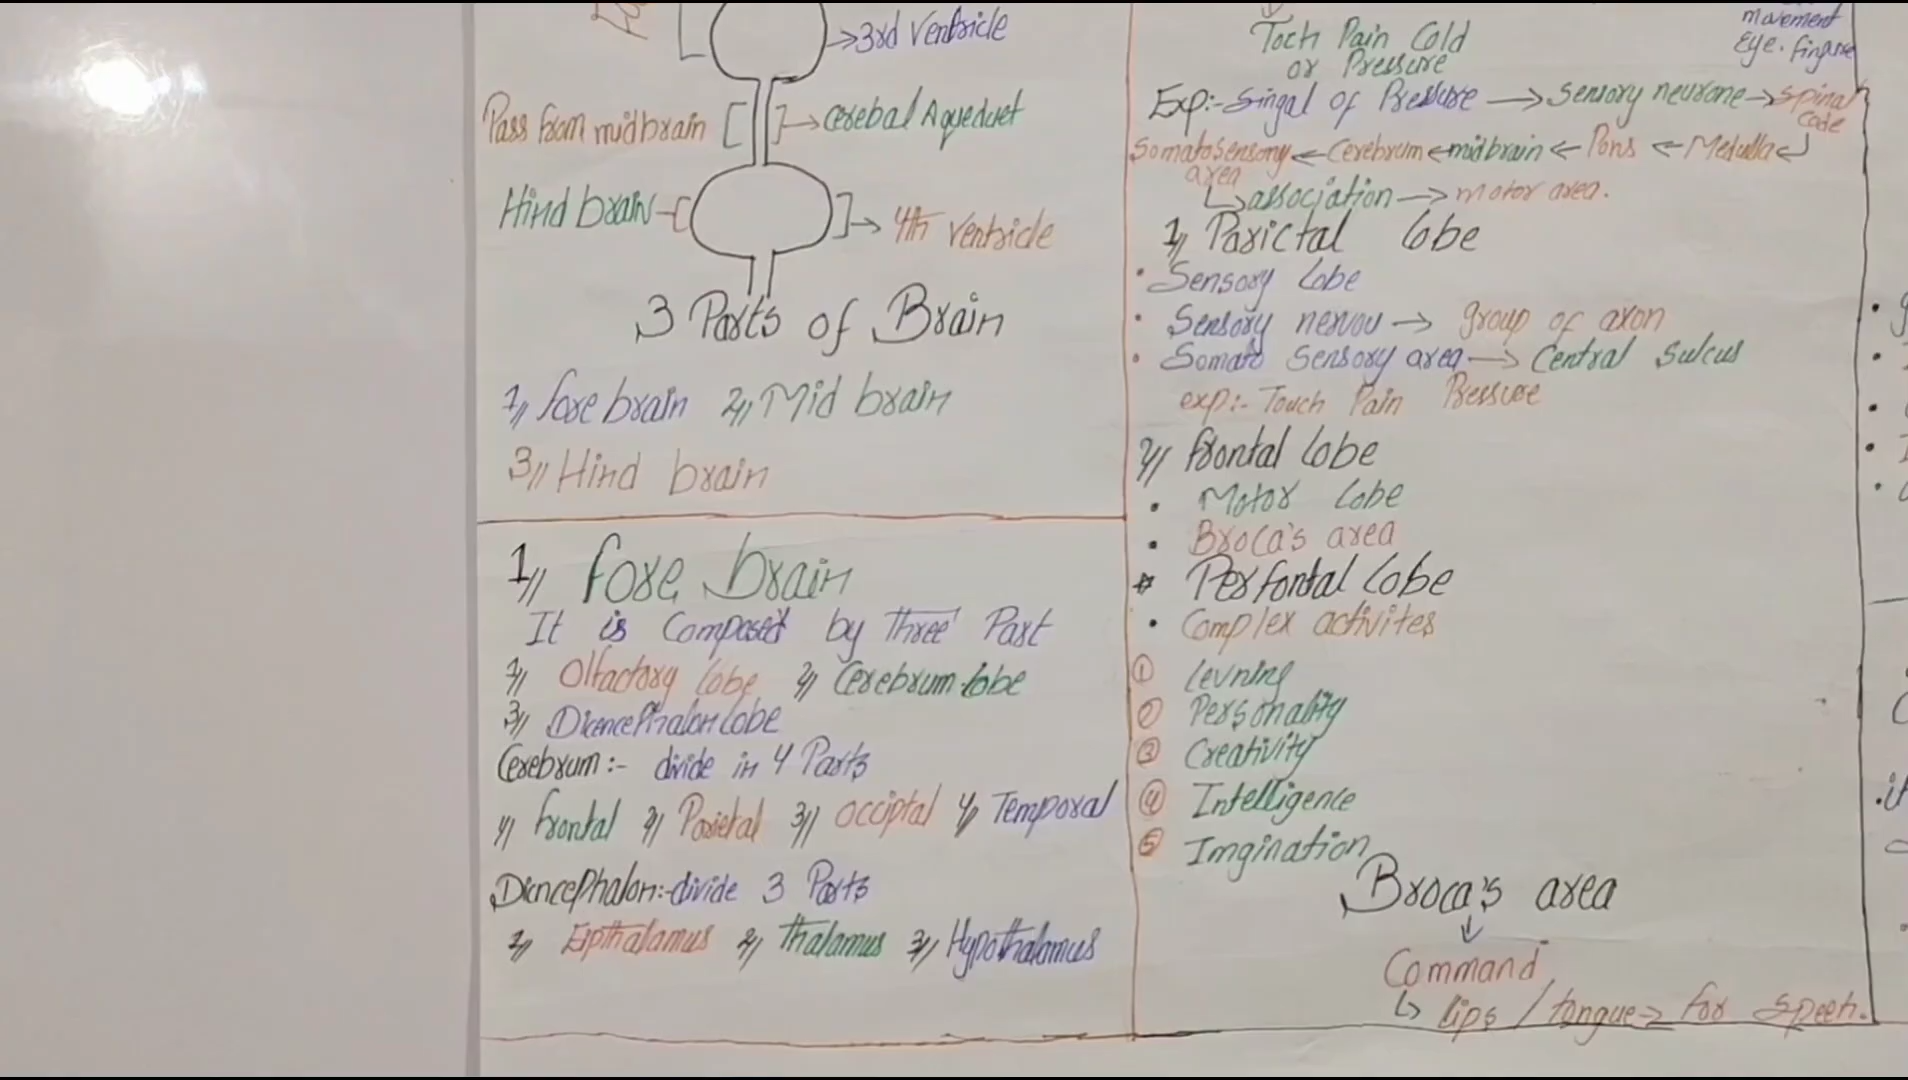 3rd Ventricle
Pass from midbrain
Cerebal Aqueduct
Hind brain
4th ventricle
3 Parts of Brain
1// fore brain 2// Mid brain
3// Hind brain
1// fore brain
It is Composed by Three Part
1// Olfactory lobe 2// Cerebrum lobe
3// Diencephalon lobe
Cerebrum:- divide in 4 Parts
1// frontal 2// Parietal 3// occiptal 4// Temporal
Diencephalon:- divide 3 Parts
1// Epthalamus 2// Thalamus 3// Hypothalamus
movement
Eye. fingure
Toch Pain Cold
or Pressure
Exp:- Singal of Pressure → Sensory neurone → spinal code
Somatosensory area ← Cerebrum ← midbrain ← Pons ← Medulla
↳ association → motor area.
1// Parictal lobe
• Sensory lobe
• Sensory nervou → group of axon
• Somato Sensory area → Central Sulcus
exp:- Touch Pain Pressure
2// frontal lobe
• Motor lobe
• Broca's area
* Perfontal lobe
• Complex activites
① Levning
② Personality
③ Creativity
④ Intelligence
⑤ Imgination
Broca's area
↓
Command
↳ lips / tongue → for Speeh.